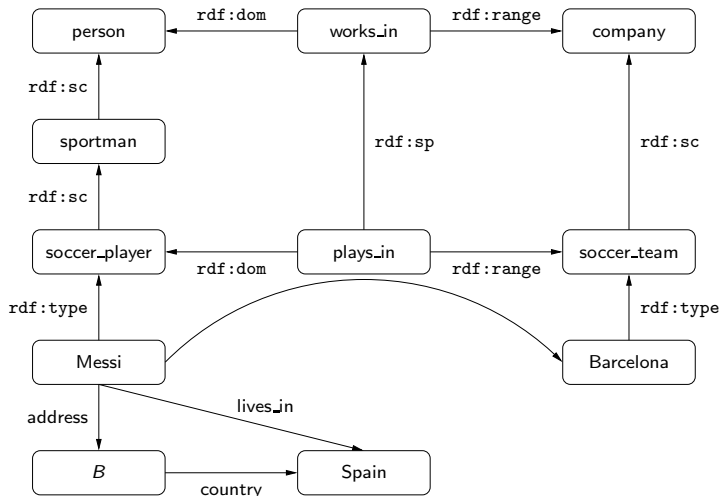 rdf:dom rdf:range
person works_in company
rdf:sc
sportman rdf:sp rdf:sc
rdf:sc
soccer_player plays_in soccer_team
rdf:dom rdf:range
rdf:type rdf:type
Messi Barcelona
address lives_in
B Spain
country